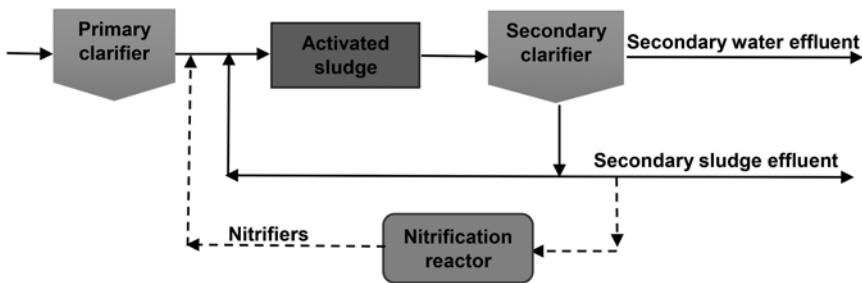 Primary
clarifier
Activated
sludge
Secondary
clarifier
Secondary water effluent
Secondary sludge effluent
Nitrifiers
Nitrification
reactor